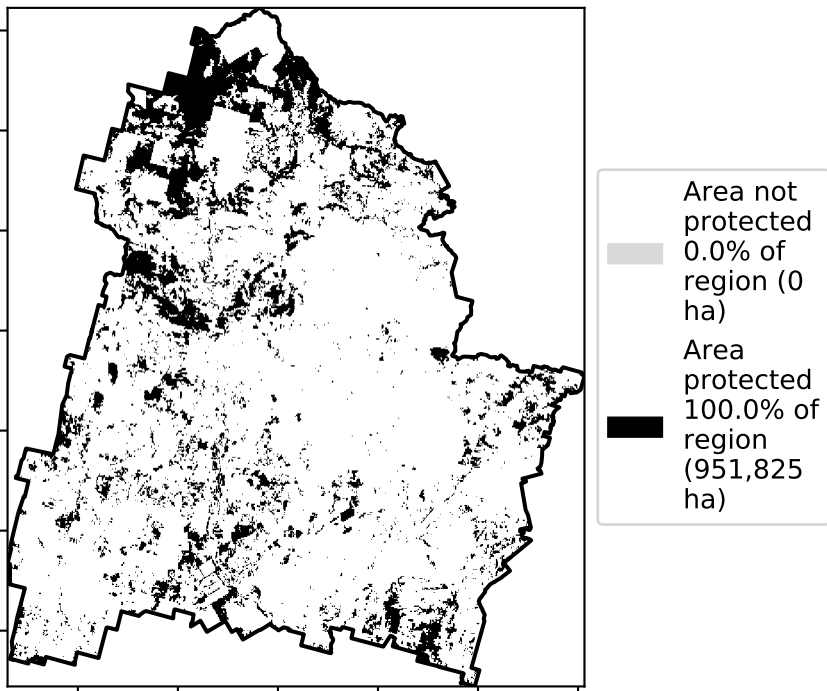 Area not
protected
0.0% of
region (0
ha)
Area
protected
100.0% of
region
(951,825
ha)